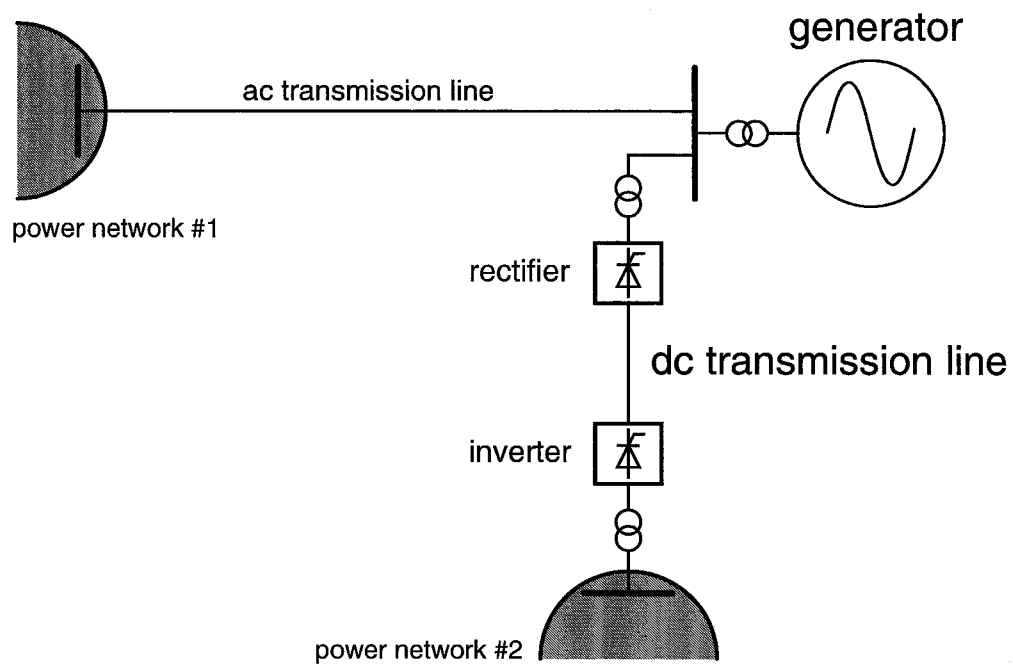 generator
ac transmission line
power network #1
rectifier
dc transmission line
inverter
power network #2